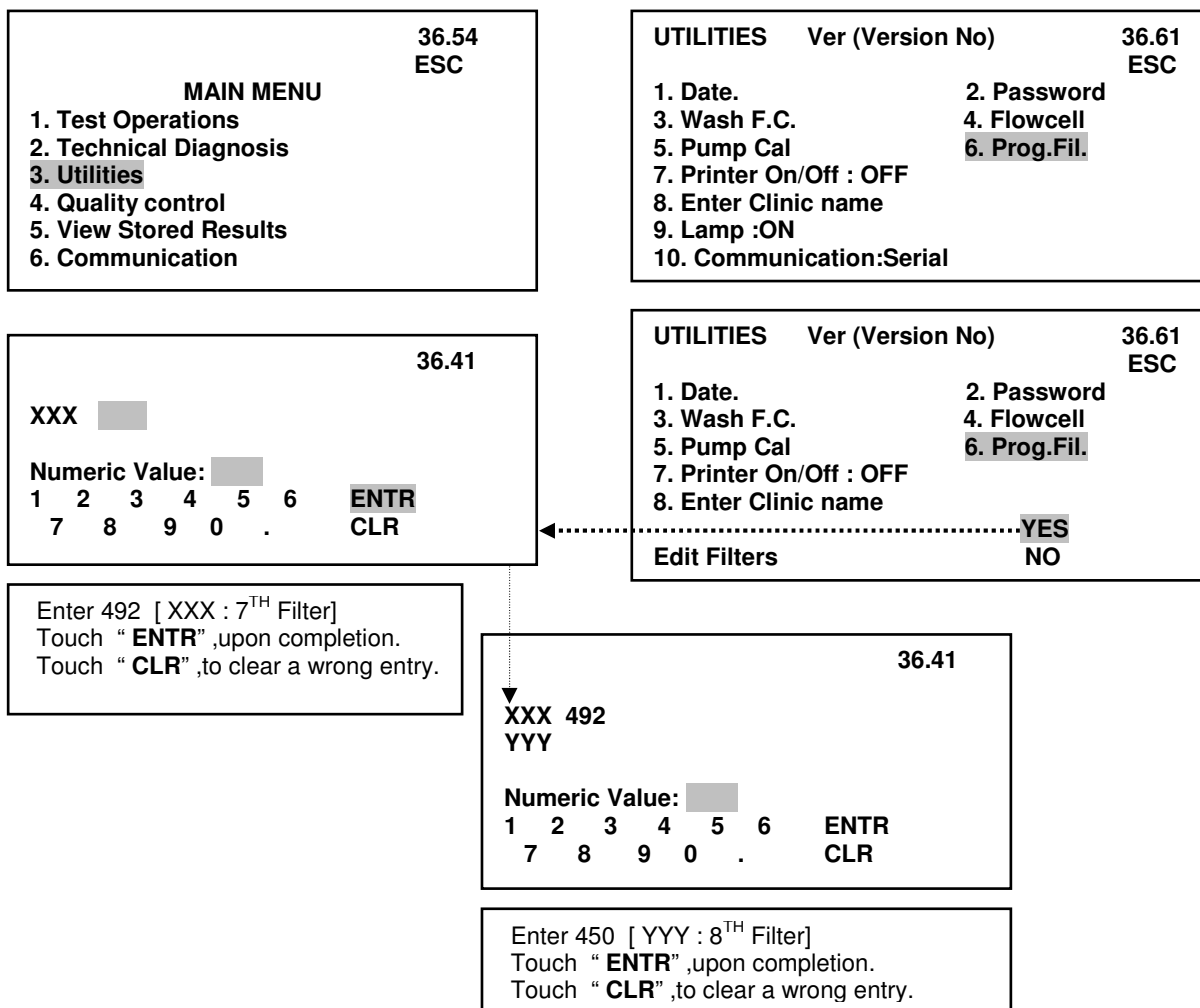 36.54
ESC
MAIN MENU
1. Test Operations
2. Technical Diagnosis
3. Utilities
4. Quality control
5. View Stored Results
6. Communication
UTILITIES Ver (Version No) 36.61
ESC
1. Date. 2. Password
3. Wash F.C. 4. Flowcell
5. Pump Cal 6. Prog.Fil.
7. Printer On/Off : OFF
8. Enter Clinic name
9. Lamp :ON
10. Communication:Serial
36.41
XXX
Numeric Value:
1 2 3 4 5 6 ENTR
7 8 9 0 . CLR
UTILITIES Ver (Version No) 36.61
ESC
1. Date. 2. Password
3. Wash F.C. 4. Flowcell
5. Pump Cal 6. Prog.Fil.
7. Printer On/Off : OFF
8. Enter Clinic name
YES
Edit Filters NO
Enter 492 [ XXX : 7TH Filter]
Touch “ ENTR” ,upon completion.
Touch “ CLR” ,to clear a wrong entry.
36.41
XXX 492
YYY
Numeric Value:
1 2 3 4 5 6 ENTR
7 8 9 0 . CLR
Enter 450 [ YYY : 8TH Filter]
Touch “ ENTR” ,upon completion.
Touch “ CLR” ,to clear a wrong entry.